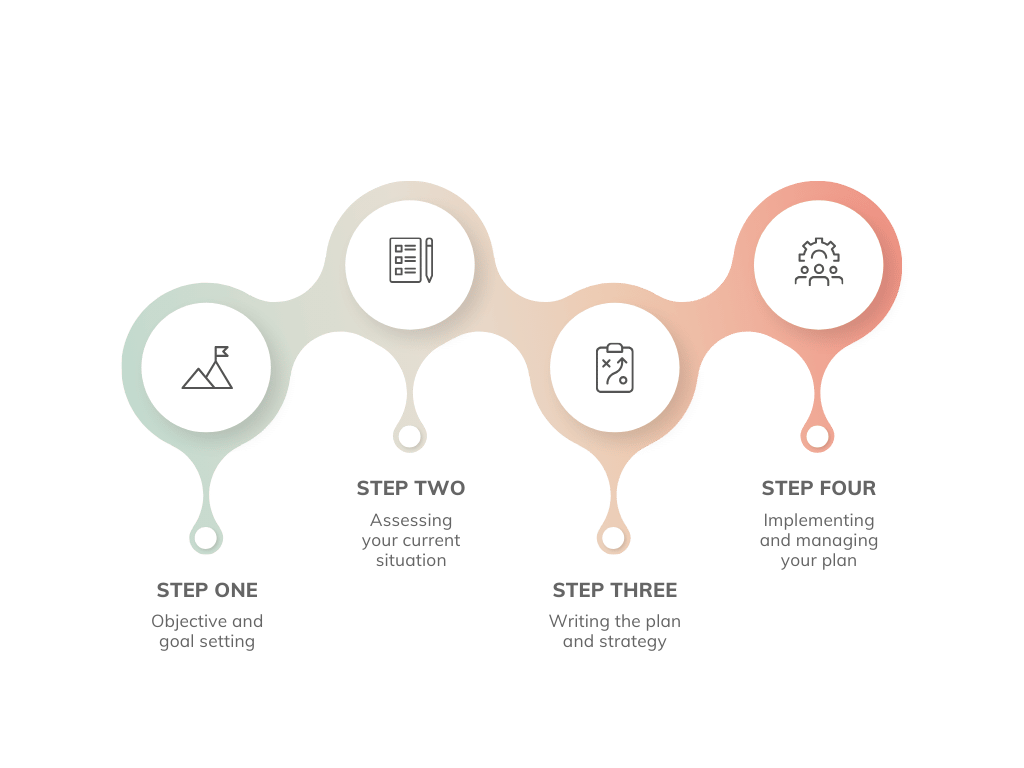 STEP ONE
Objective and
goal setting
STEP TWO
Assessing
your current
situation
STEP THREE
Writing the plan
and strategy
STEP FOUR
Implementing
and managing
your plan